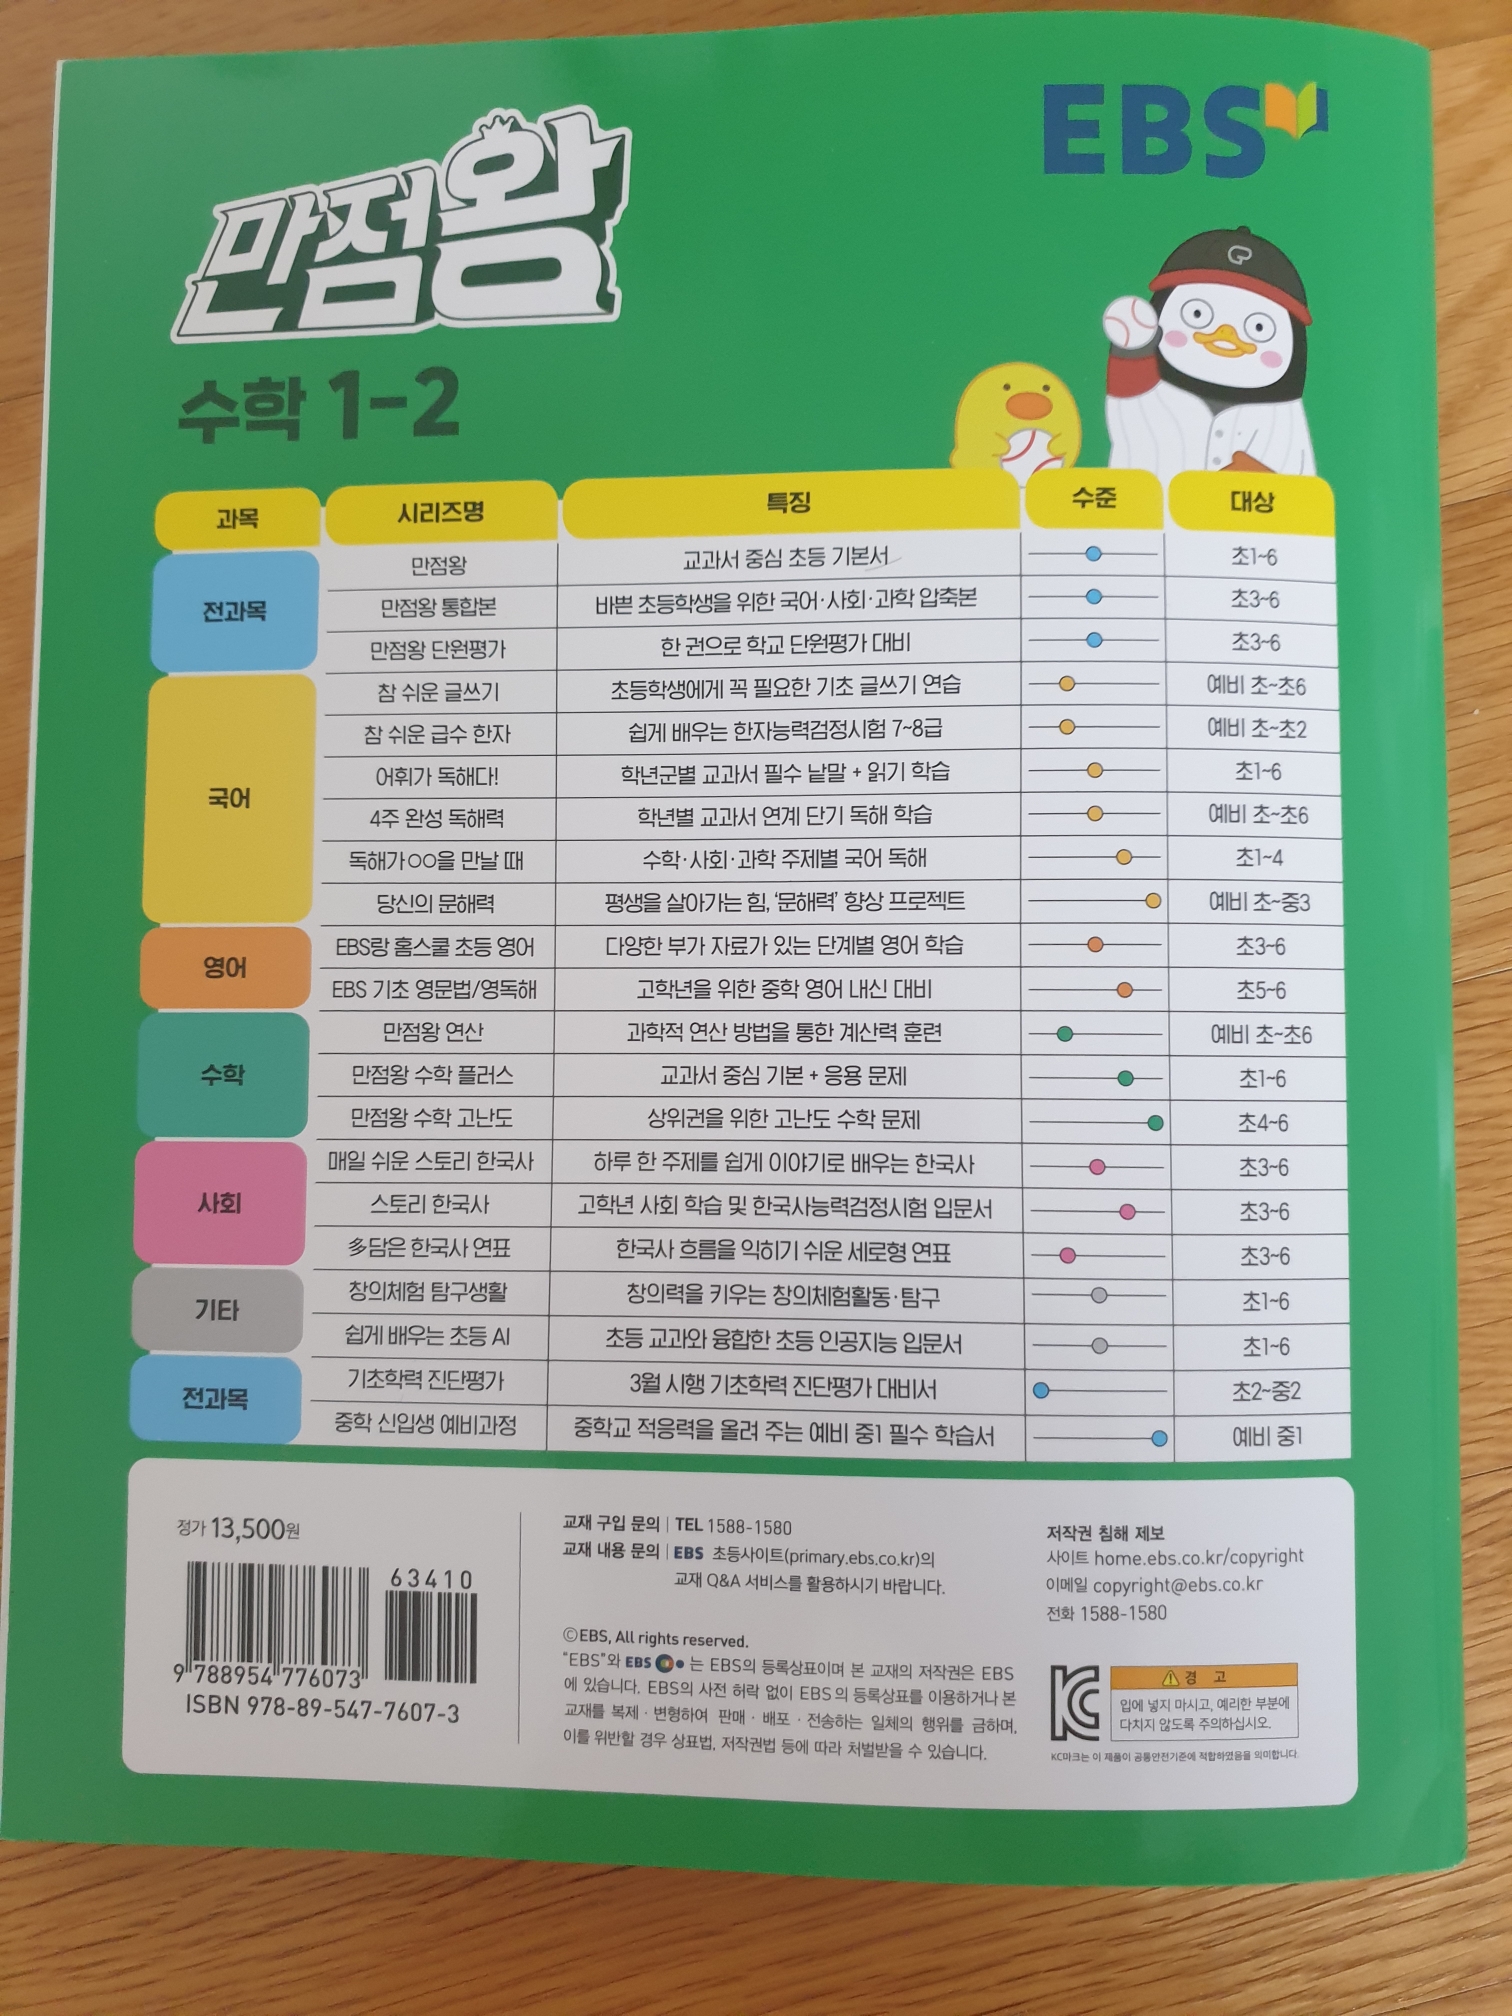 만점왕
EBS
수학 1-2
과목 시리즈명 특징 수준 대상
전과목
만점왕 교과서 중심 초등 기본서 초1~6
만점왕 통합본 바쁜 초등학생을 위한 국어·사회·과학 압축본 초3~6
만점왕 단원평가 한 권으로 학교 단원평가 대비 초3~6
국어
참 쉬운 글쓰기 초등학생에게 꼭 필요한 기초 글쓰기 연습 예비 초~초6
참 쉬운 급수 한자 쉽게 배우는 한자능력검정시험 7~8급 예비 초~초2
어휘가 독해다! 학년군별 교과서 필수 낱말 + 읽기 학습 초1~6
4주 완성 독해력 학년별 교과서 연계 단기 독해 학습 예비 초~초6
독해가 ○○을 만날 때 수학·사회·과학 주제별 국어 독해 초1~4
당신의 문해력 평생을 살아가는 힘, ‘문해력’ 향상 프로젝트 예비 초~중3
영어
EBS랑 홈스쿨 초등 영어 다양한 부가 자료가 있는 단계별 영어 학습 초3~6
EBS 기초 영문법/영독해 고학년을 위한 중학 영어 내신 대비 초5~6
수학
만점왕 연산 과학적 연산 방법을 통한 계산력 훈련 예비 초~초6
만점왕 수학 플러스 교과서 중심 기본 + 응용 문제 초1~6
만점왕 수학 고난도 상위권을 위한 고난도 수학 문제 초4~6
사회
매일 쉬운 스토리 한국사 하루 한 주제를 쉽게 이야기로 배우는 한국사 초3~6
스토리 한국사 고학년 사회 학습 및 한국사능력검정시험 입문서 초3~6
多담은 한국사 연표 한국사 흐름을 익히기 쉬운 세로형 연표 초3~6
기타
창의체험 탐구생활 창의력을 키우는 창의체험활동·탐구 초1~6
쉽게 배우는 초등 AI 초등 교과와 융합한 초등 인공지능 입문서 초1~6
전과목
기초학력 진단평가 3월 시행 기초학력 진단평가 대비서 초2~중2
중학 신입생 예비과정 중학교 적응력을 올려 주는 예비 중1 필수 학습서 예비 중1
정가 13,500원
63410
9 788954 776073
ISBN 978-89-547-7607-3
교재 구입 문의 | TEL 1588-1580
교재 내용 문의 | EBS 초등사이트(primary.ebs.co.kr)의
교재 Q&A 서비스를 활용하시기 바랍니다.
ⓒEBS, All rights reserved.
“EBS”와 EBS 는 EBS의 등록상표이며 본 교재의 저작권은 EBS
에 있습니다. EBS의 사전 허락 없이 EBS의 등록상표를 이용하거나 본
교재를 복제 · 변형하여 판매 · 배포 · 전송하는 일체의 행위를 금하며,
이를 위반할 경우 상표법, 저작권법 등에 따라 처벌받을 수 있습니다.
저작권 침해 제보
사이트 home.ebs.co.kr/copyright
이메일 copyright@ebs.co.kr
전화 1588-1580
KC
경 고
입에 넣지 마시고, 예리한 부분에
다치지 않도록 주의하십시오.
KC마크는 이 제품이 공통안전기준에 적합하였음을 의미합니다.